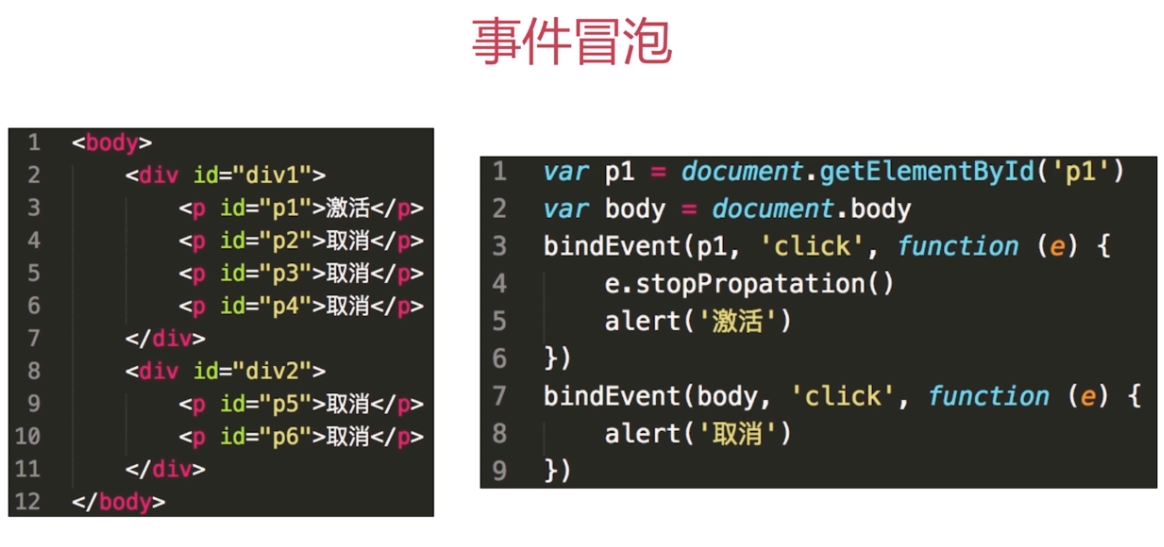 事件冒泡
1 <body>
2 <div id="div1">
3 <p id="p1">激活</p>
4 <p id="p2">取消</p>
5 <p id="p3">取消</p>
6 <p id="p4">取消</p>
7 </div>
8 <div id="div2">
9 <p id="p5">取消</p>
10 <p id="p6">取消</p>
11 </div>
12 </body>
1 var p1 = document.getElementById('p1')
2 var body = document.body
3 bindEvent(p1, 'click', function (e) {
4 e.stopPropatation()
5 alert('激活')
6 })
7 bindEvent(body, 'click', function (e) {
8 alert('取消')
9 })